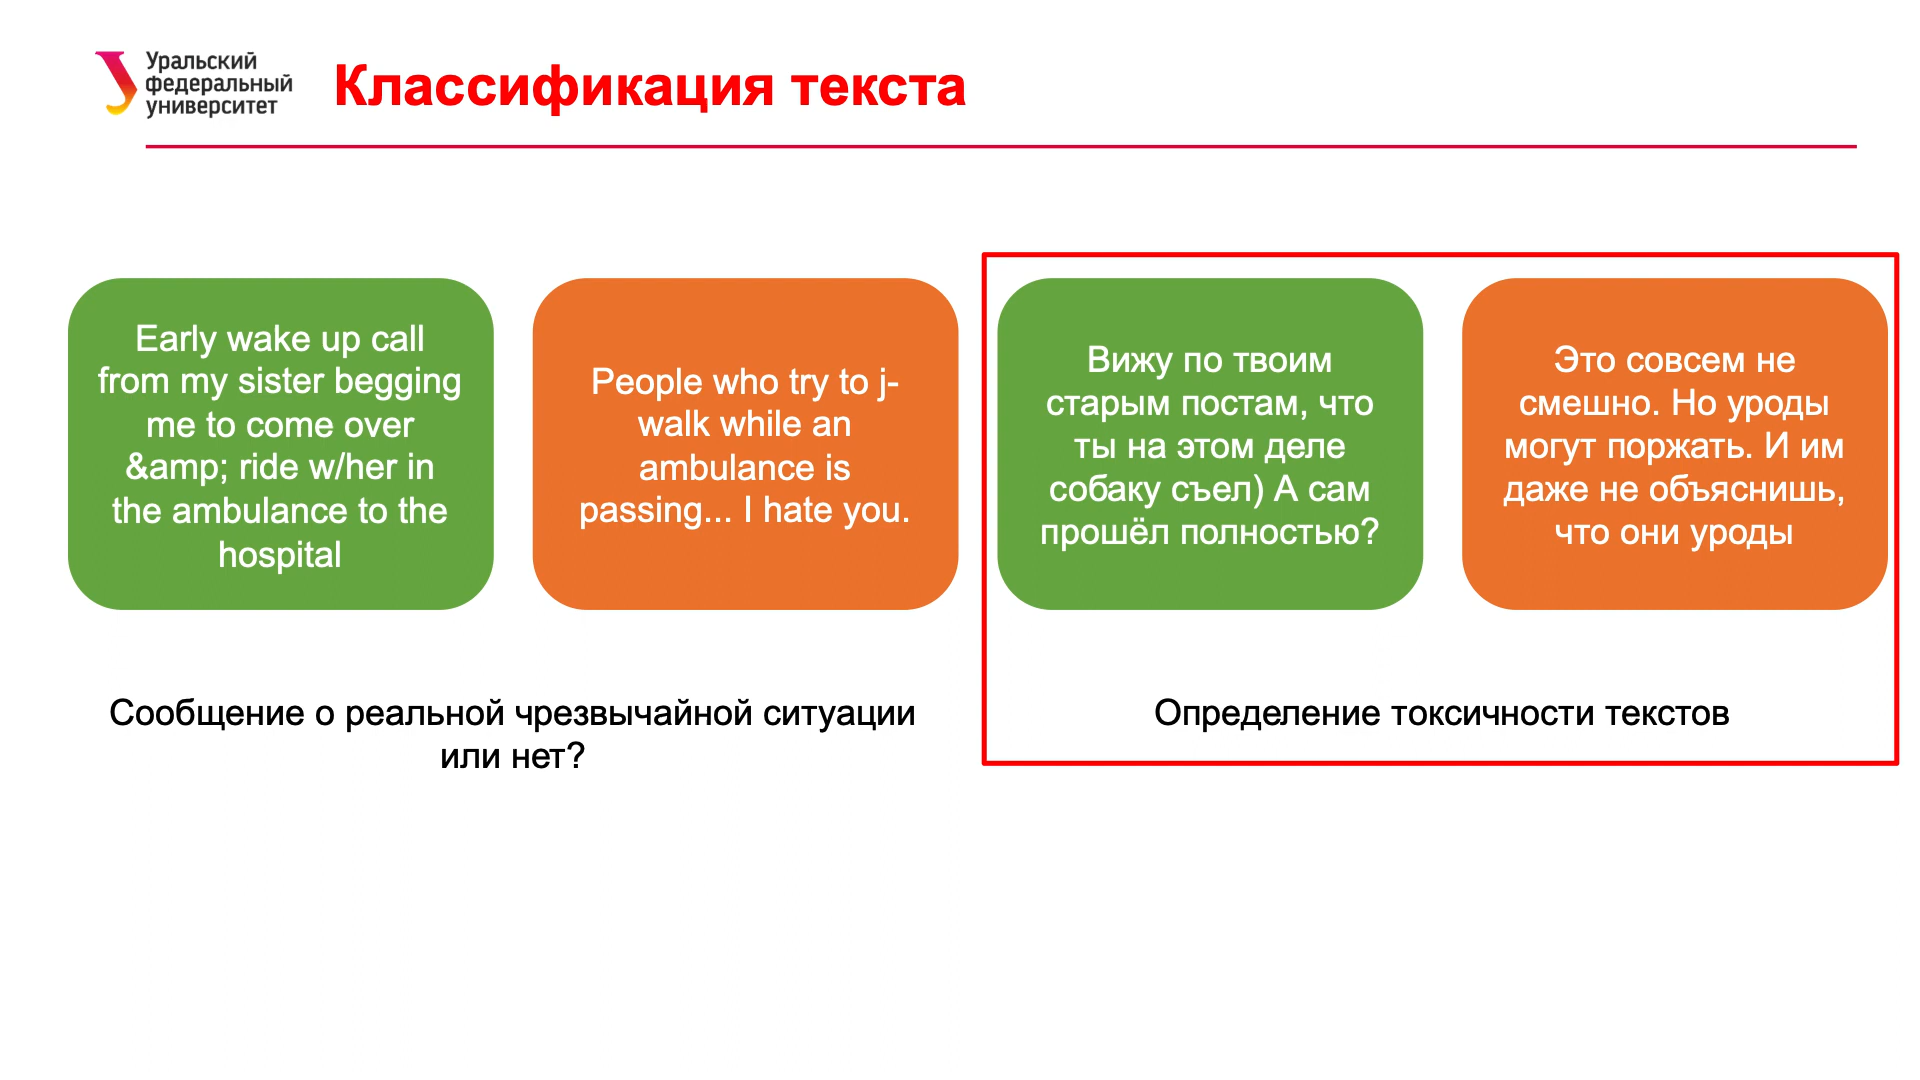 Уральский
федеральный
университет
Классификация текста
Early wake up call
from my sister begging
me to come over
&amp; ride w/her in
the ambulance to the
hospital
People who try to j-
walk while an
ambulance is
passing... I hate you.
Вижу по твоим
старым постам, что
ты на этом деле
собаку съел) А сам
прошёл полностью?
Это совсем не
смешно. Но уроды
могут поржать. И им
даже не объяснишь,
что они уроды
Сообщение о реальной чрезвычайной ситуации
или нет?
Определение токсичности текстов